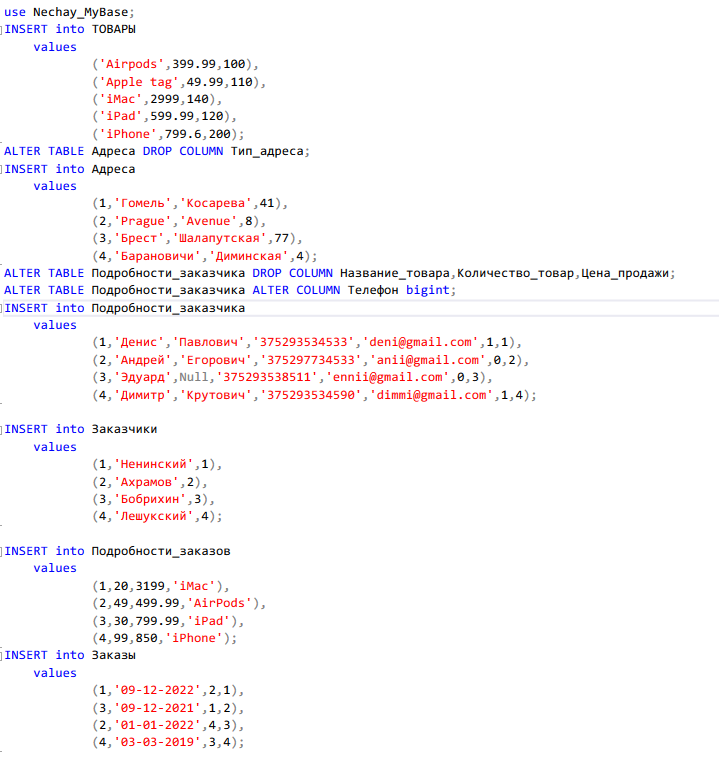 use Nechay_MyBase;
INSERT into ТОВАРЫ
values
('Airpods',399.99,100),
('Apple tag',49.99,110),
('iMac',2999,140),
('iPad',599.99,120),
('iPhone',799.6,200);
ALTER TABLE Адреса DROP COLUMN Тип_адреса;
INSERT into Адреса
values
(1,'Гомель','Косарева',41),
(2,'Prague','Avenue',8),
(3,'Брест','Шалапутская',77),
(4,'Барановичи','Диминская',4);
ALTER TABLE Подробности_заказчика DROP COLUMN Название_товара,Количество_товар,Цена_продажи;
ALTER TABLE Подробности_заказчика ALTER COLUMN Телефон bigint;
INSERT into Подробности_заказчика
values
(1,'Денис','Павлович','375293534533','deni@gmail.com',1,1),
(2,'Андрей','Егорович','375297734533','anii@gmail.com',0,2),
(3,'Эдуард',Null,'375293538511','ennii@gmail.com',0,3),
(4,'Димитр','Крутович','375293534590','dimmi@gmail.com',1,4);
INSERT into Заказчики
values
(1,'Ненинский',1),
(2,'Ахрамов',2),
(3,'Бобрихин',3),
(4,'Лешукский',4);
INSERT into Подробности_заказов
values
(1,20,3199,'iMac'),
(2,49,499.99,'AirPods'),
(3,30,799.99,'iPad'),
(4,99,850,'iPhone');
INSERT into Заказы
values
(1,'09-12-2022',2,1),
(3,'09-12-2021',1,2),
(2,'01-01-2022',4,3),
(4,'03-03-2019',3,4);